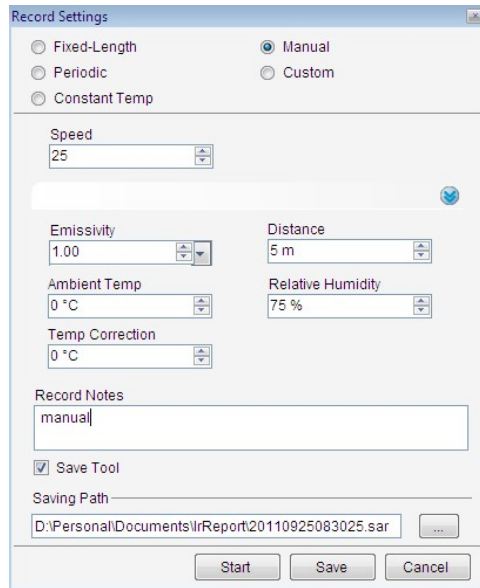 Record Settings
Fixed-Length Manual
Periodic Custom
Constant Temp
Speed
25
Emissivity Distance
1.00 5 m
Ambient Temp Relative Humidity
0 °C 75 %
Temp Correction
0 °C
Record Notes
manual
Save Tool
Saving Path
D:\Personal\Documents\IrReport\20110925083025.sar ...
Start Save Cancel